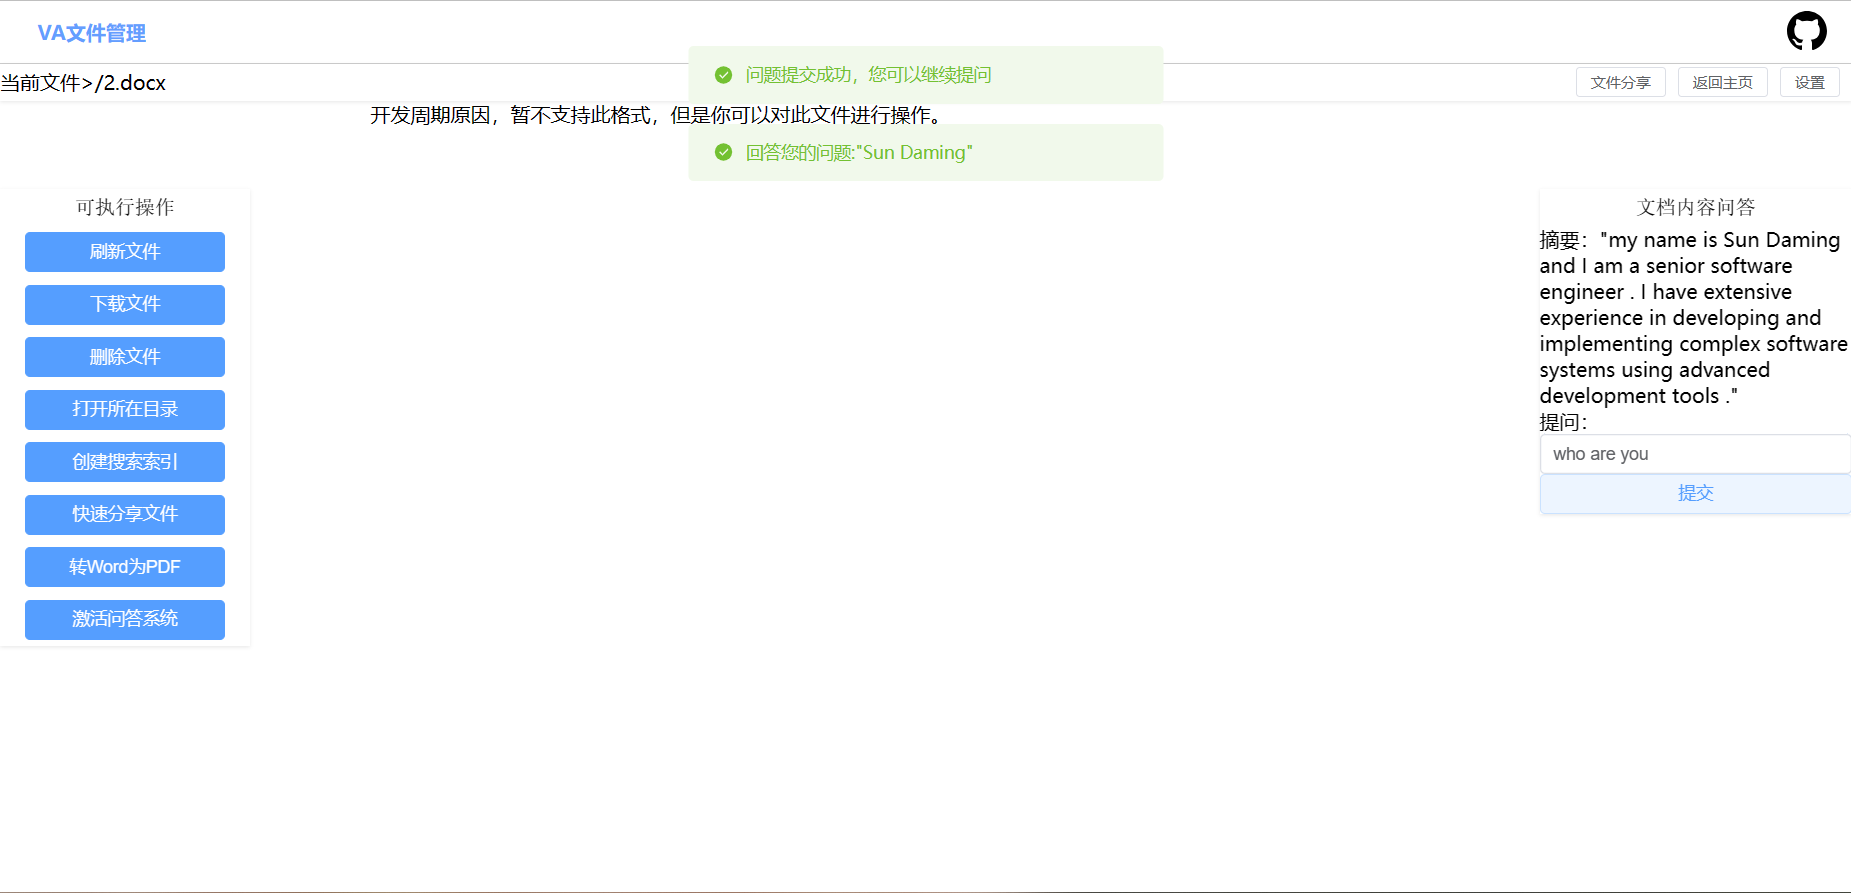 VA文件管理
当前文件>/2.docx
问题提交成功，您可以继续提问
文件分享
返回主页
设置
开发周期原因，暂不支持此格式，但是你可以对此文件进行操作。
回答您的问题:"Sun Daming"
可执行操作
刷新文件
下载文件
删除文件
打开所在目录
创建搜索索引
快速分享文件
转Word为PDF
激活问答系统
文档内容问答
摘要："my name is Sun Daming
and I am a senior software
engineer . I have extensive
experience in developing and
implementing complex software
systems using advanced
development tools ."
提问：
who are you
提交